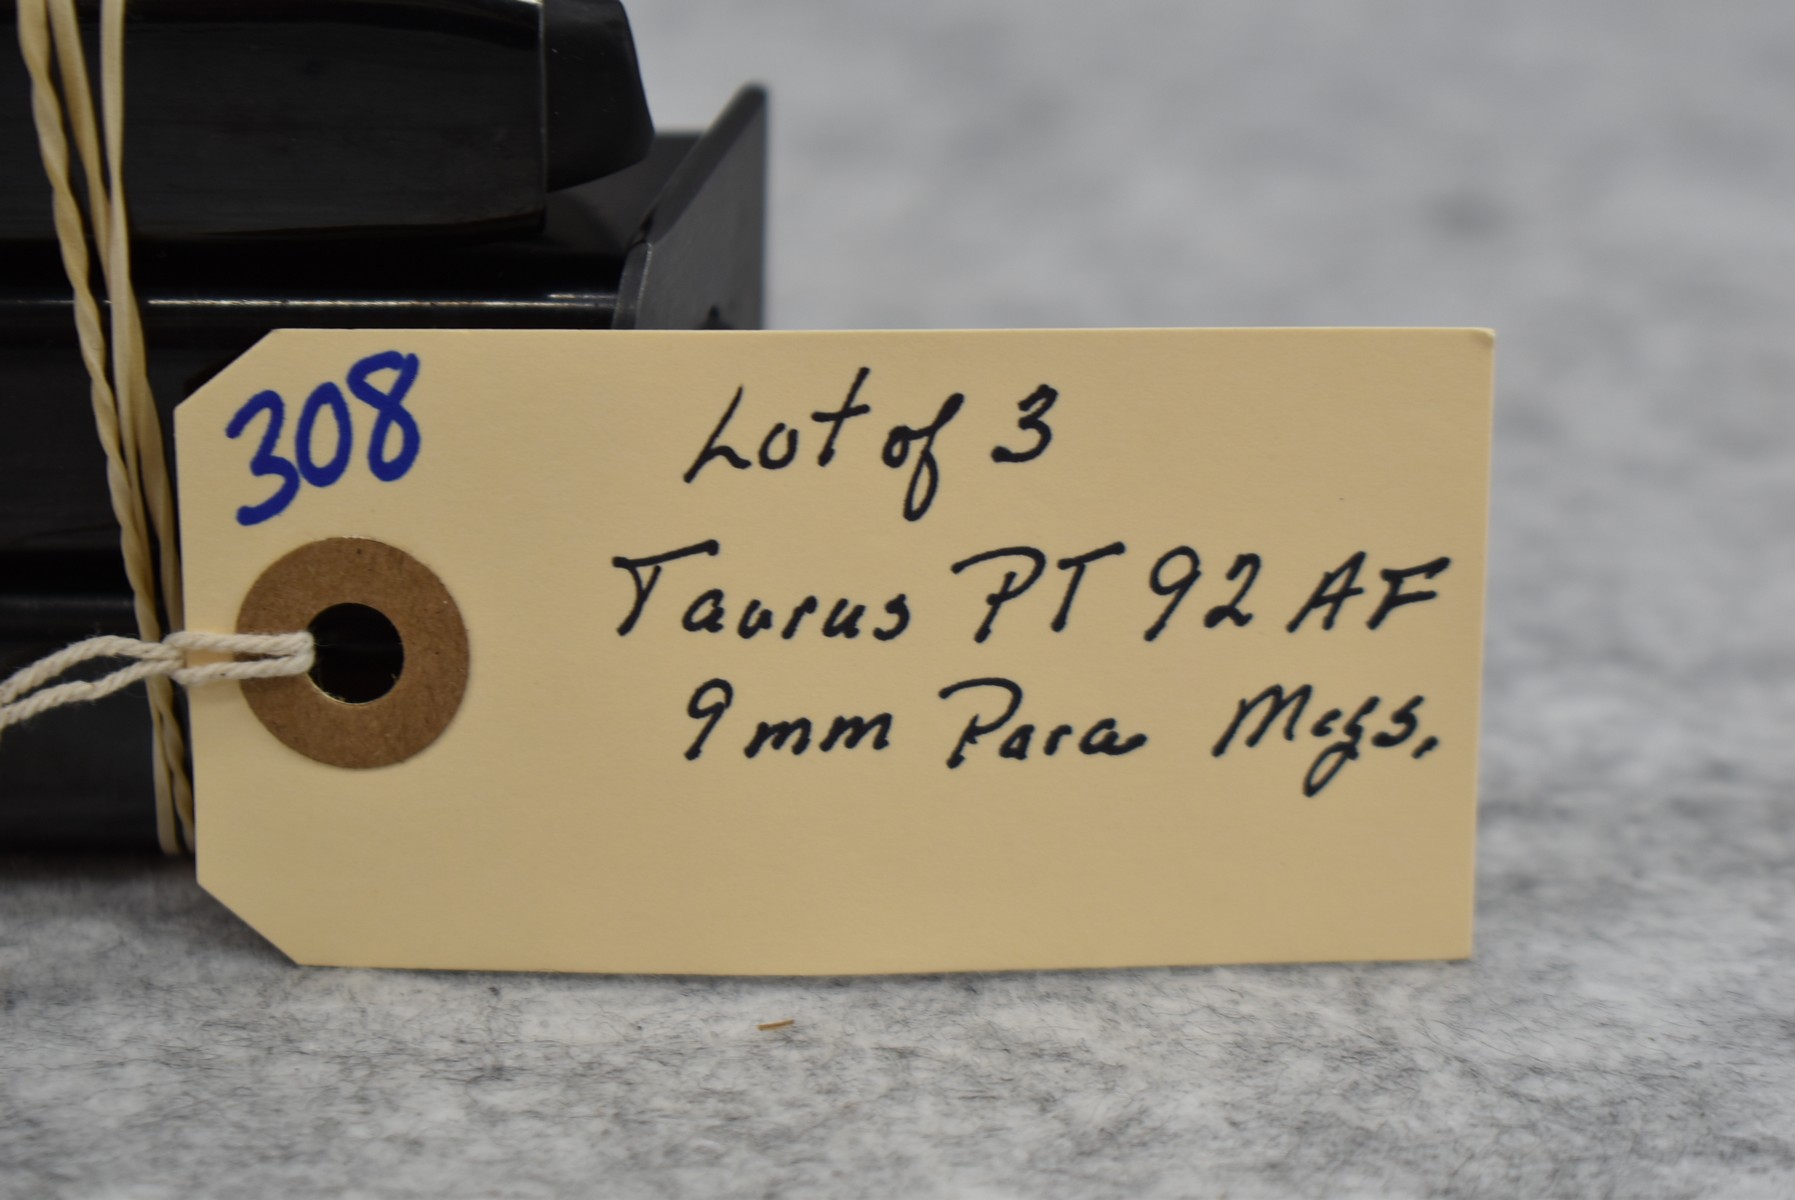 308
Lot of 3
Taurus PT 92 AF
9mm Para Mags.